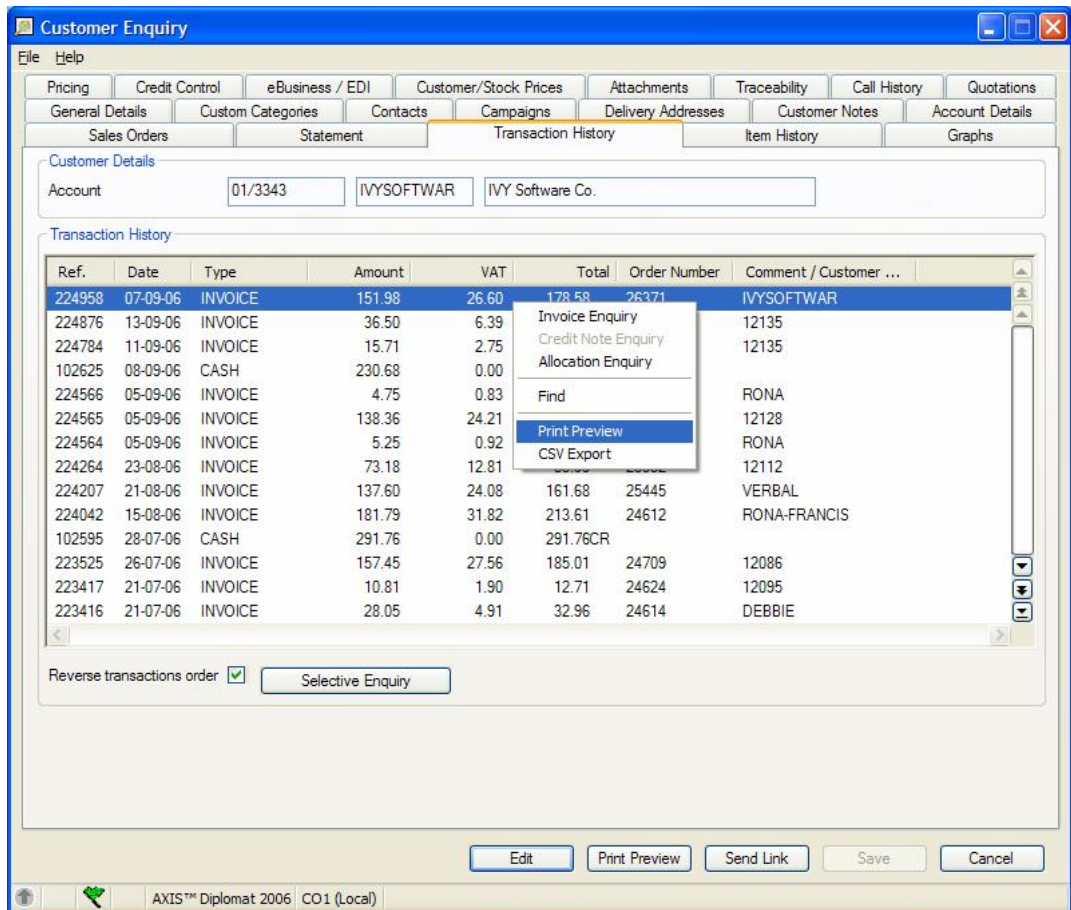 Customer Enquiry
File Help
Pricing Credit Control eBusiness / EDI Customer/Stock Prices Attachments Traceability Call History Quotations
General Details Custom Categories Contacts Campaigns Delivery Addresses Customer Notes Account Details
Sales Orders Statement Transaction History Item History Graphs
Customer Details
Account 01/3343 IVYSOFTWAR IVY Software Co.
Transaction History
Ref. Date Type Amount VAT Total Order Number Comment / Customer ...
224958 07-09-06 INVOICE 151.98 26.60 178.58 26371 IVYSOFTWAR
224876 13-09-06 INVOICE 36.50 6.39 Invoice Enquiry 12135
224784 11-09-06 INVOICE 15.71 2.75 Credit Note Enquiry 12135
102625 08-09-06 CASH 230.68 0.00 Allocation Enquiry
224566 05-09-06 INVOICE 4.75 0.83 Find RONA
224565 05-09-06 INVOICE 138.36 24.21 12128
224564 05-09-06 INVOICE 5.25 0.92 Print Preview RONA
224264 23-08-06 INVOICE 73.18 12.81 CSV Export 12112
224207 21-08-06 INVOICE 137.60 24.08 161.68 25445 VERBAL
224042 15-08-06 INVOICE 181.79 31.82 213.61 24612 RONA-FRANCIS
102595 28-07-06 CASH 291.76 0.00 291.76CR
223525 26-07-06 INVOICE 157.45 27.56 185.01 24709 12086
223417 21-07-06 INVOICE 10.81 1.90 12.71 24624 12095
223416 21-07-06 INVOICE 28.05 4.91 32.96 24614 DEBBIE
Reverse transactions order Selective Enquiry
Edit Print Preview Send Link Save Cancel
AXIS™ Diplomat 2006 CO1 (Local)